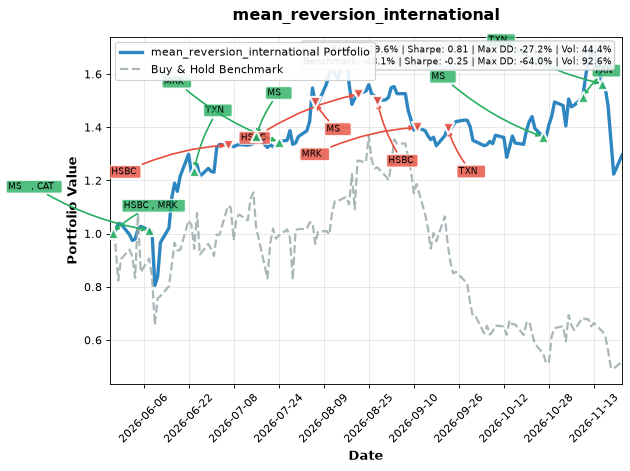 mean_reversion_international
mean_reversion_international Portfolio
Buy & Hold Benchmark
9.6% | Sharpe: 0.81 | Max DD: -27.2% | Vol: 44.4%
.1% | Sharpe: -0.25 | Max DD: -64.0% | Vol: 92.6%
TXN
TXN
MS
MRK
MS
TXN
HSBC
MS
MRK
HSBC
TXN
HSBC
MS , CAT
HSBC , MRK
Portfolio Value
1.6
1.4
1.2
1.0
0.8
0.6
2026-06-06
2026-06-22
2026-07-08
2026-07-24
2026-08-09
2026-08-25
2026-09-10
2026-09-26
2026-10-12
2026-10-28
2026-11-13
Date